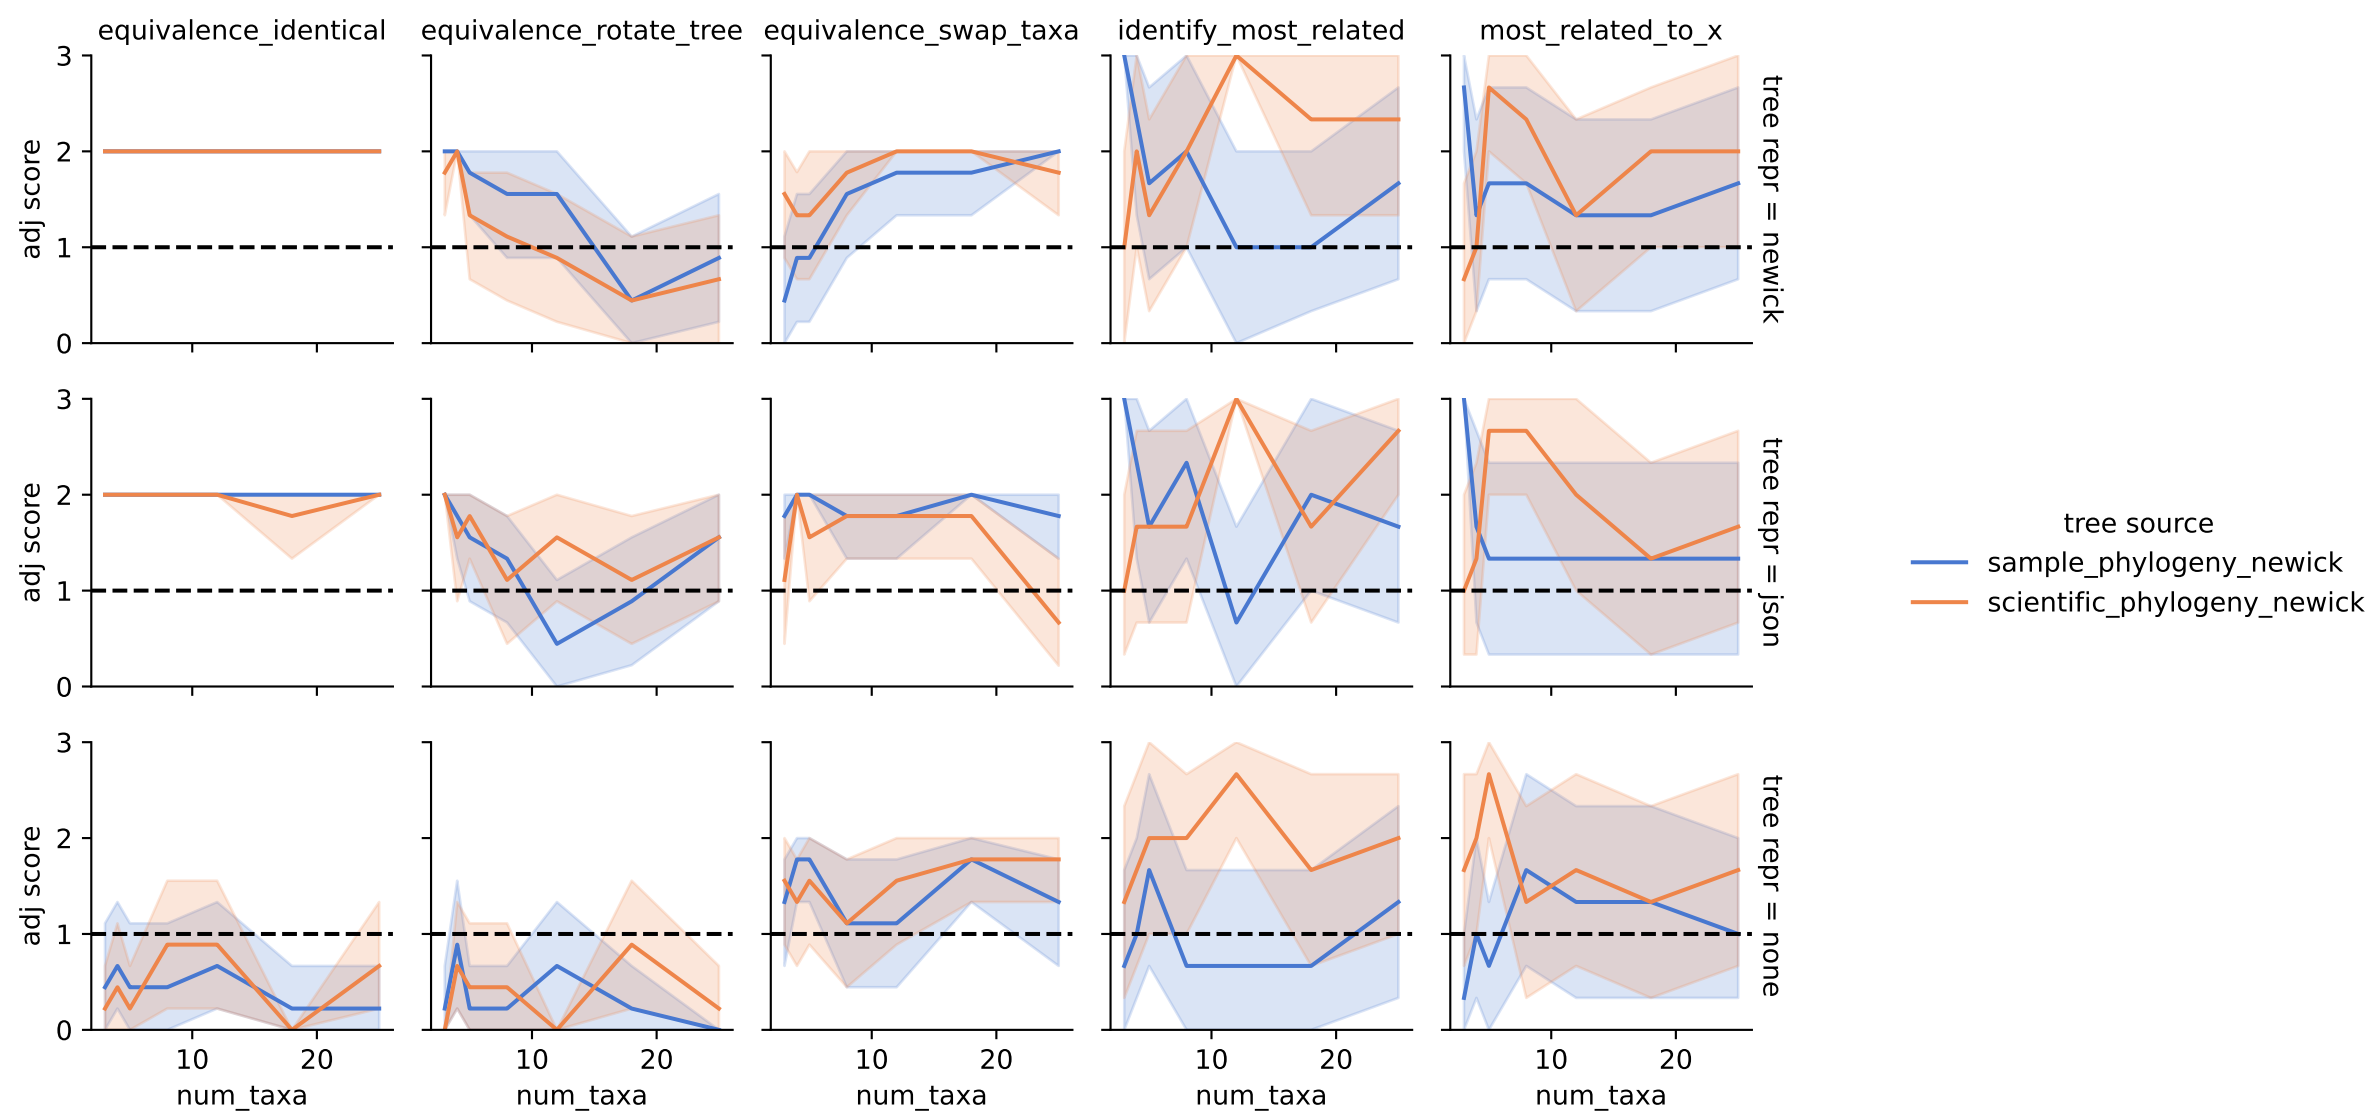 equivalence_identical equivalence_rotate_tree equivalence_swap_taxa identify_most_related most_related_to_x
3
2
1
0
adj score
tree repr = newick
3
2
1
0
adj score
tree repr = json
tree source
sample_phylogeny_newick
scientific_phylogeny_newick
3
2
1
0
adj score
tree repr = none
10 20 10 20 10 20 10 20 10 20
num_taxa num_taxa num_taxa num_taxa num_taxa